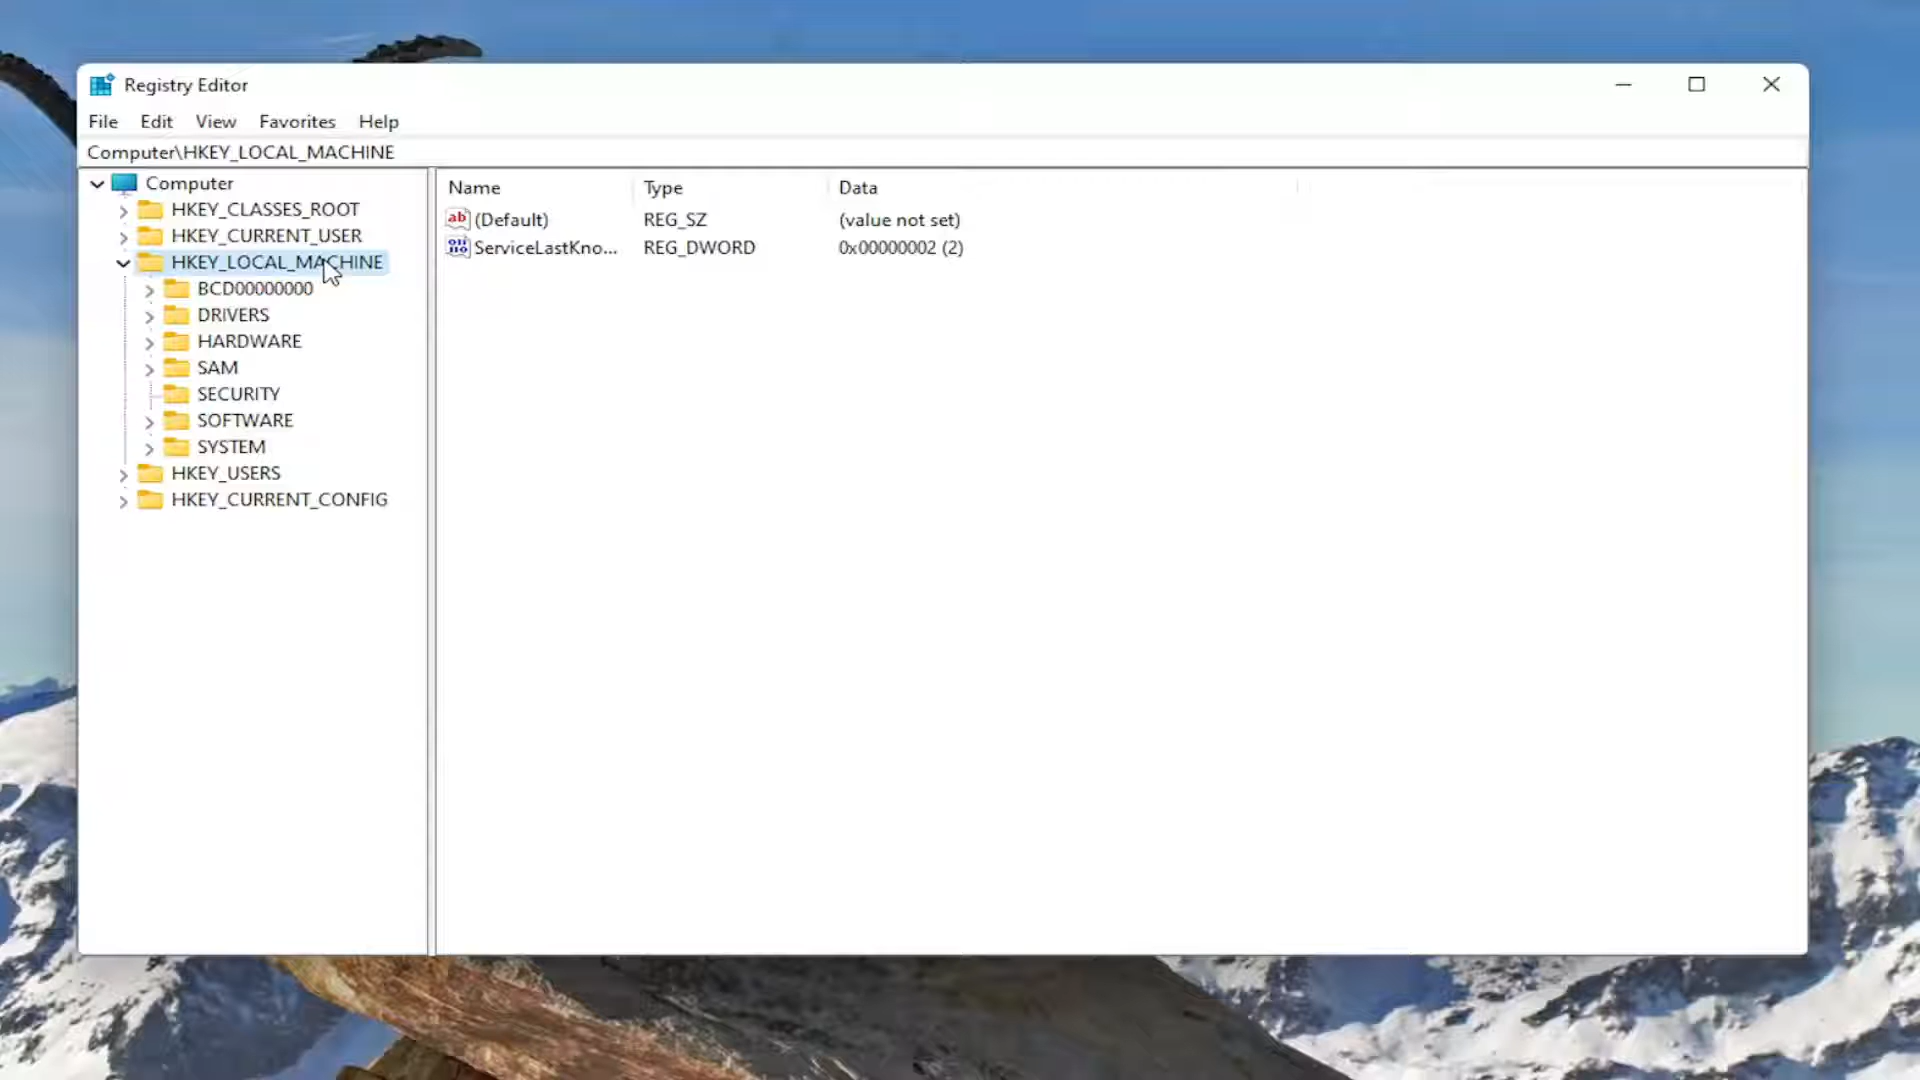 Registry Editor
File Edit View Favorites Help
Computer\HKEY_LOCAL_MACHINE
Computer
HKEY_CLASSES_ROOT
HKEY_CURRENT_USER
HKEY_LOCAL_MACHINE
BCD00000000
DRIVERS
HARDWARE
SAM
SECURITY
SOFTWARE
SYSTEM
HKEY_USERS
HKEY_CURRENT_CONFIG
Name Type Data
(Default) REG_SZ (value not set)
ServiceLastKno... REG_DWORD 0x00000002 (2)